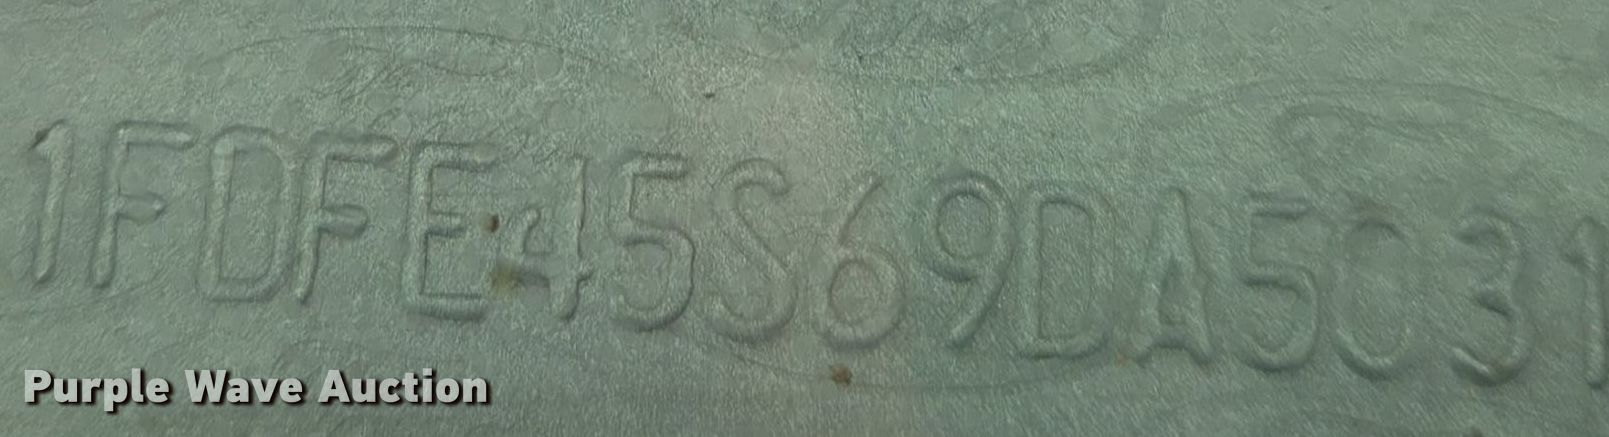 1FDFE45S69DA5031
Purple Wave Auction